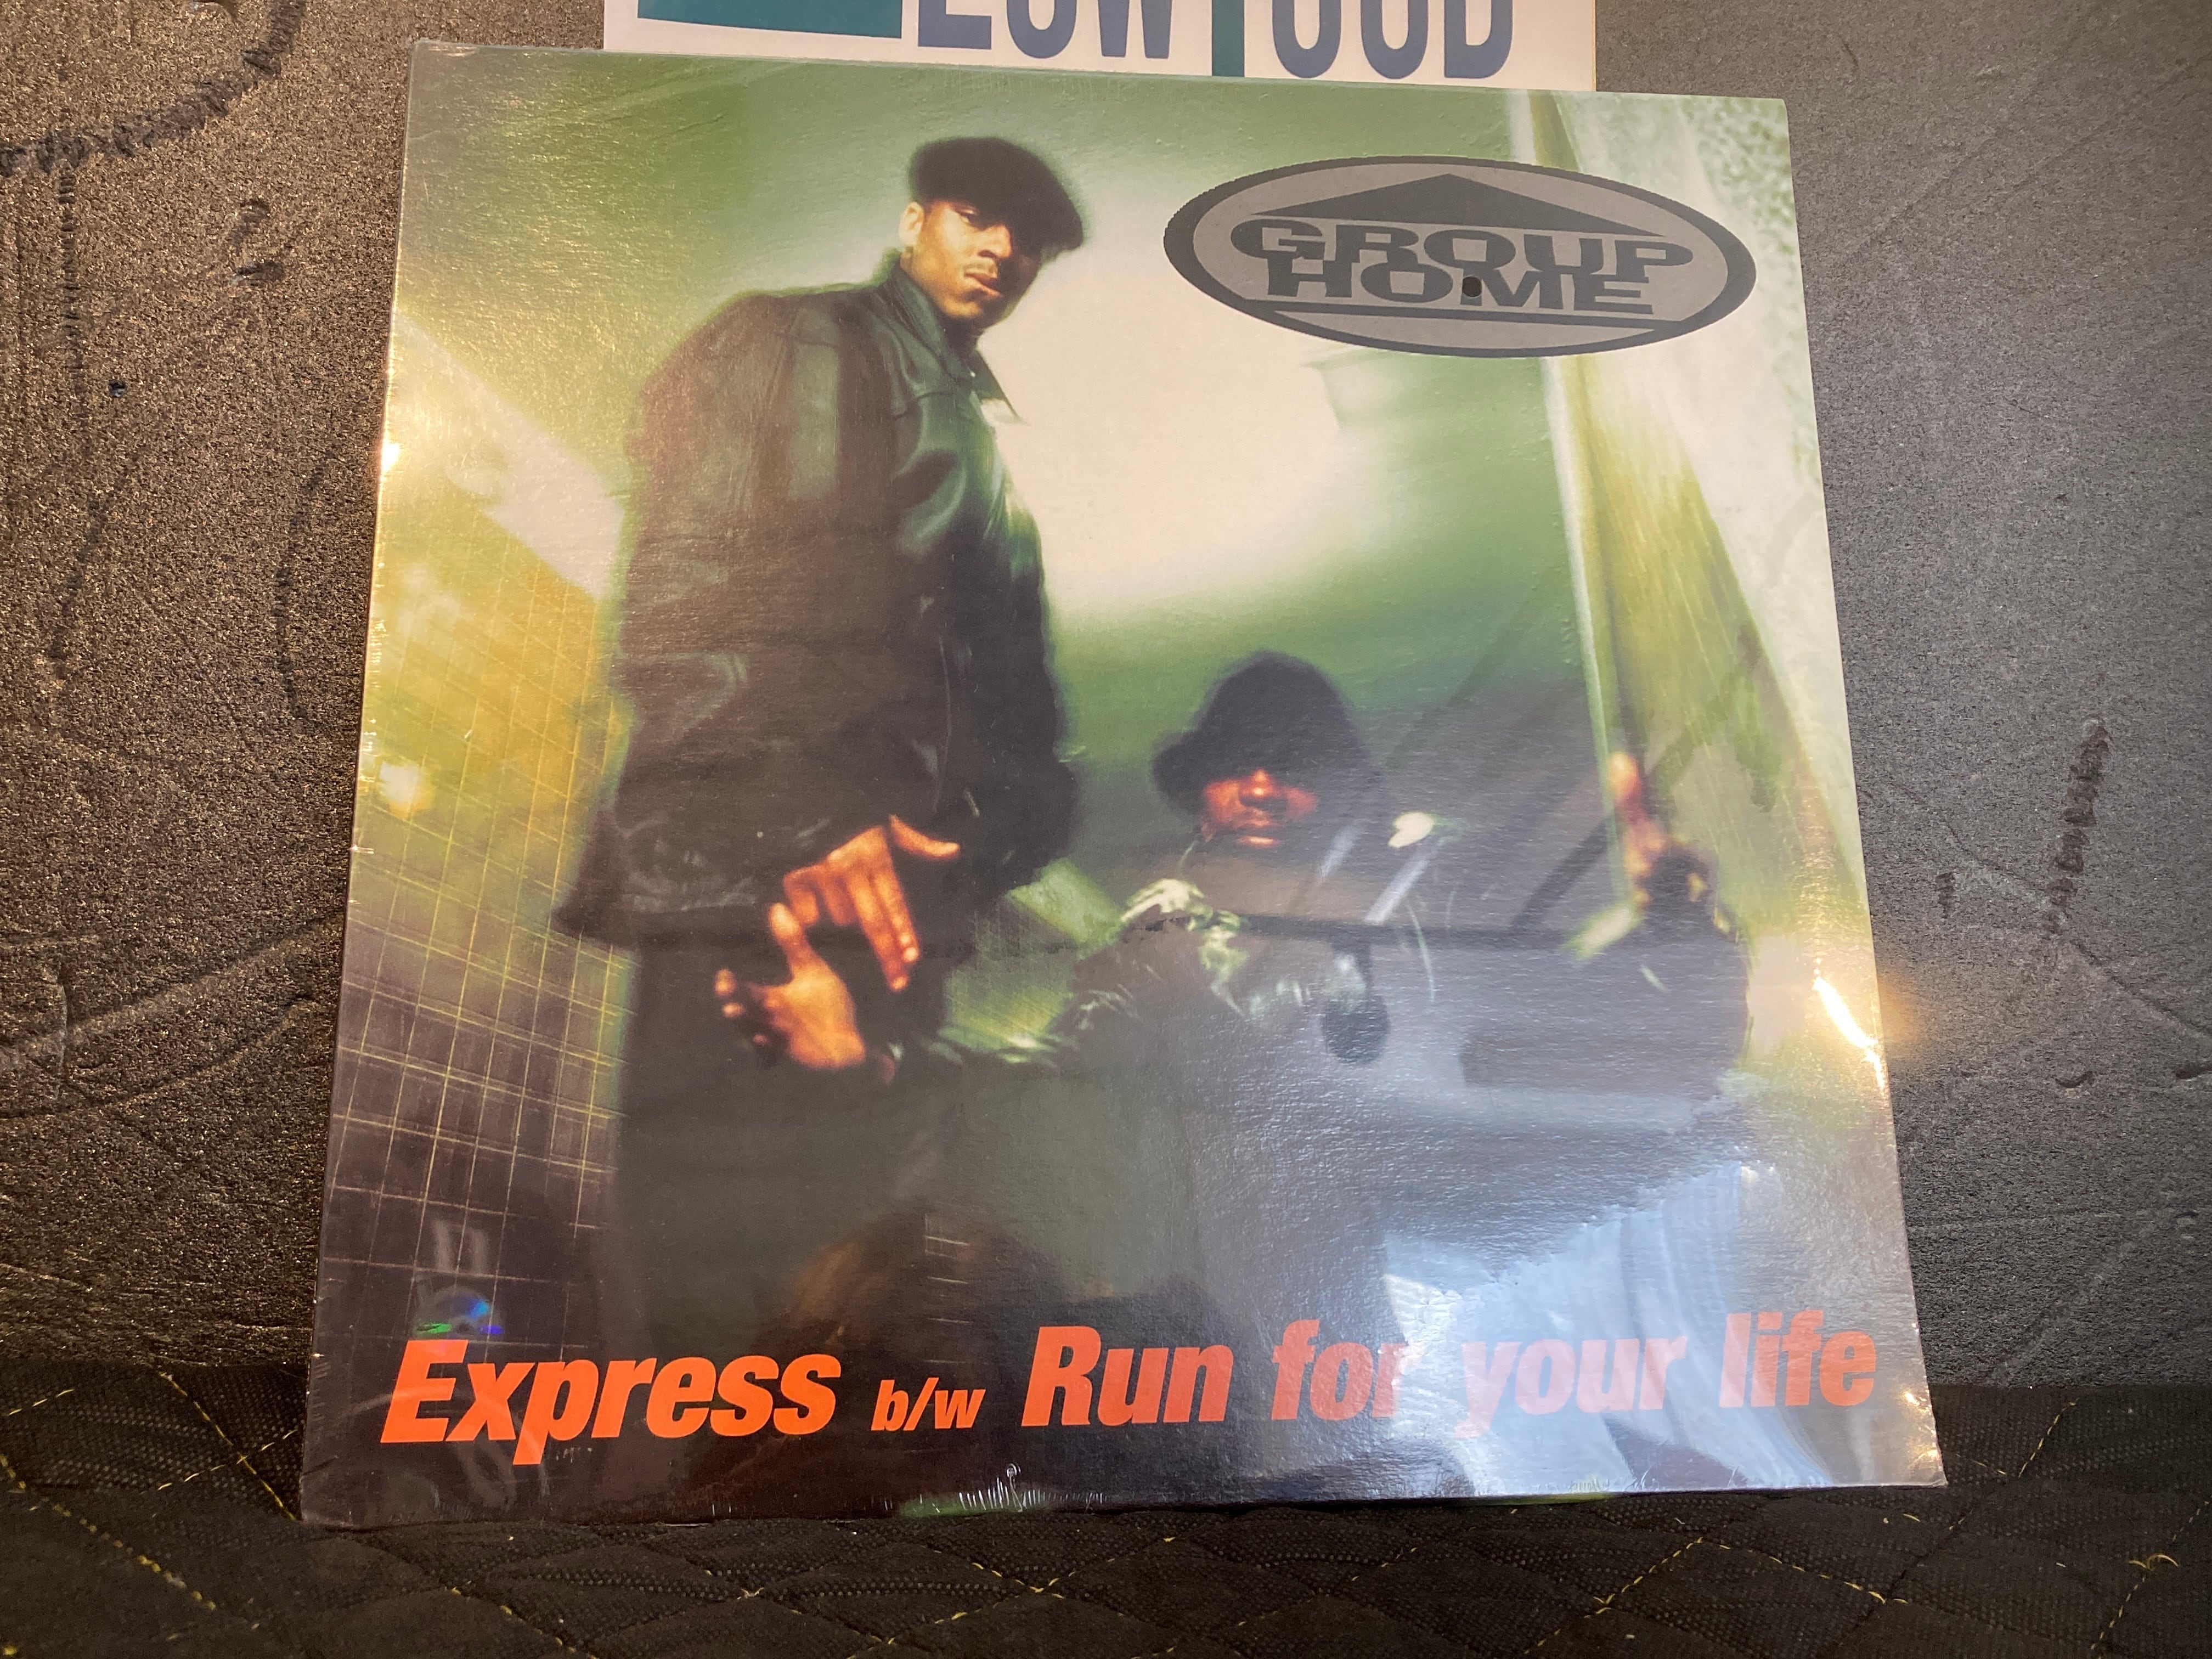 GROUP
HOME
Express b/w Run for your life